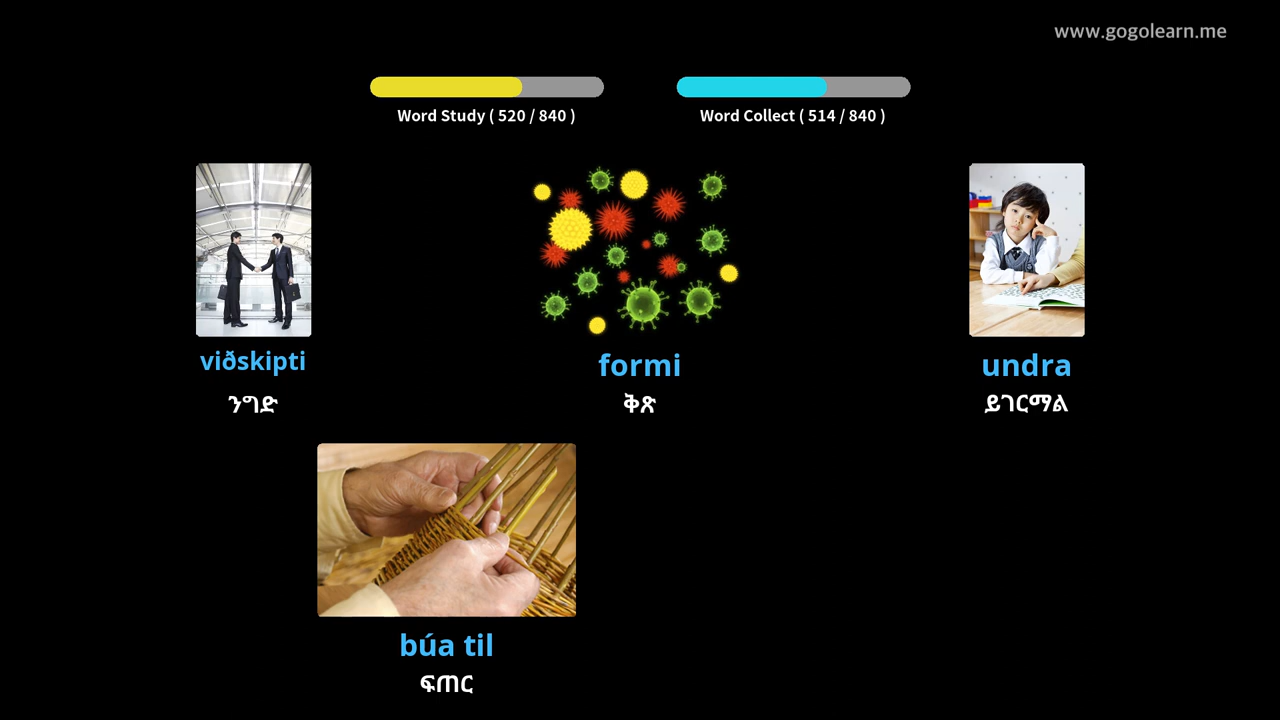 www.gogolearn.me
Word Study ( 520 / 840 )
Word Collect ( 514 / 840 )
viðskipti
ንግድ
formi
ቅጽ
undra
ይገርማል
búa til
ፍጠር